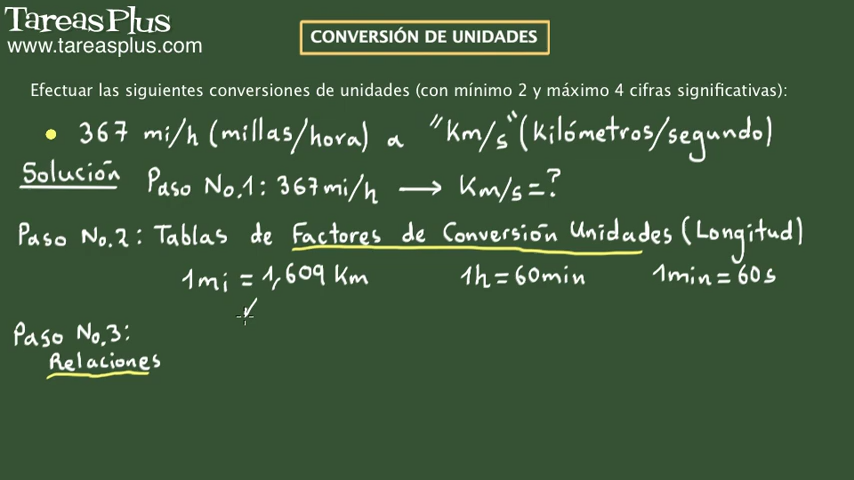 TareasPlus
www.tareasplus.com
CONVERSIÓN DE UNIDADES
Efectuar las siguientes conversiones de unidades (con mínimo 2 y máximo 4 cifras significativas):
• 367 mi/h (millas/hora) a "Km/s" (Kilómetros/segundo)
Solución Paso No.1: 367mi/h → Km/s=?
Paso No.2: Tablas de Factores de Conversión Unidades (Longitud)
1mi = 1,609 Km 1h = 60min 1min = 60s
Paso No.3:
Relaciones